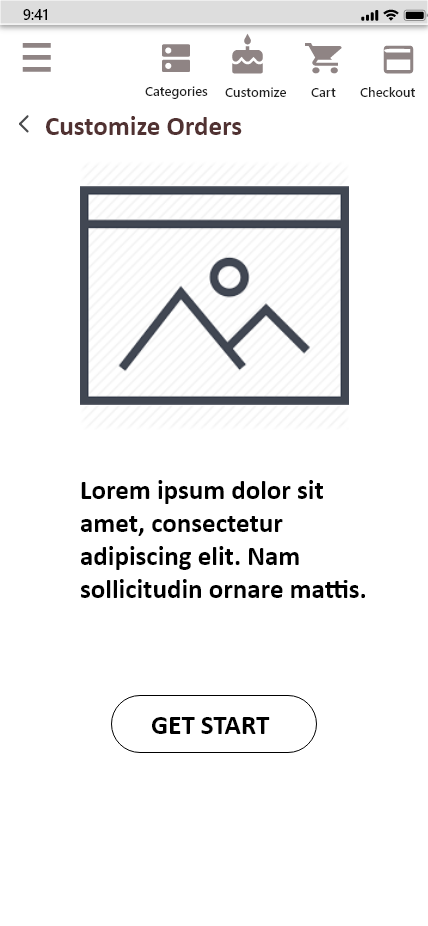 9:41
Categories Customize Cart Checkout
Customize Orders
Lorem ipsum dolor sit
amet, consectetur
adipiscing elit. Nam
sollicitudin ornare mattis.
GET START